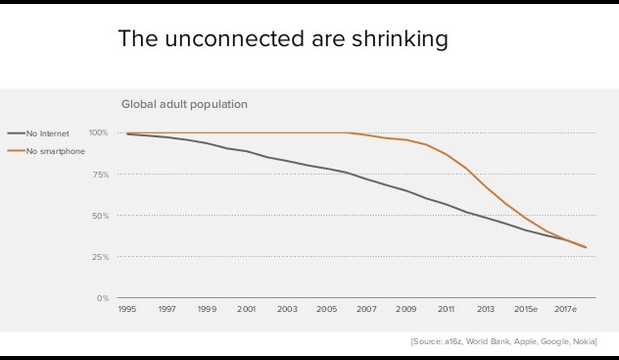 The unconnected are shrinking
Global adult population
No Internet
No smartphone
100%
75%
50%
25%
0%
1995 1997 1999 2001 2003 2005 2007 2009 2011 2013 2015e 2017e
[Source: a16z, World Bank, Apple, Google, Nokia]